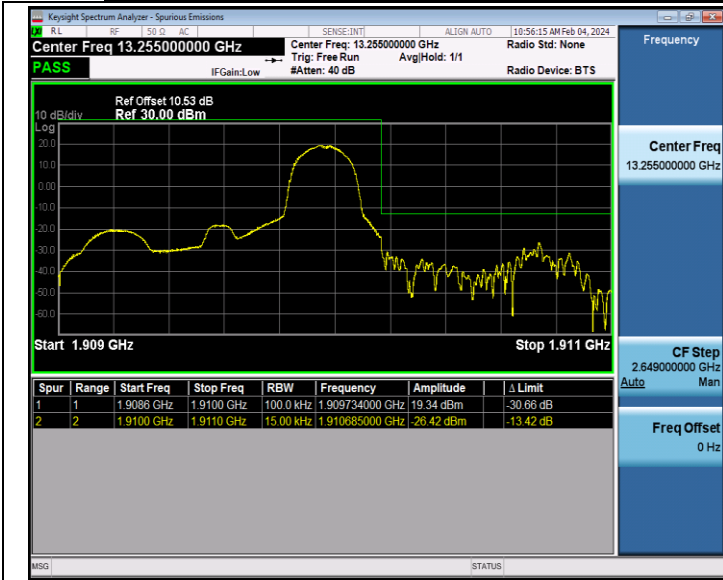 Keysight Spectrum Analyzer - Spurious Emissions
RL RF 50 Ω AC SENSE:INT ALIGN AUTO 10:56:15 AM Feb 04, 2024
Center Freq 13.255000000 GHz
Center Freq: 13.255000000 GHz
Radio Std: None
Trig: Free Run Avg|Hold: 1/1
PASS
IFGain:Low
#Atten: 40 dB
Radio Device: BTS
Frequency
Ref Offset 10.53 dB
10 dB/div Ref 30.00 dBm
Log
20.0
10.0
0.00
-10.0
-20.0
-30.0
-40.0
-50.0
-60.0
Start 1.909 GHz Stop 1.911 GHz
Center Freq
13.255000000 GHz
CF Step
2.649000000 GHz
Auto Man
Freq Offset
0 Hz
Spur Range Start Freq Stop Freq RBW Frequency Amplitude Δ Limit
1 1 1.9086 GHz 1.9100 GHz 100.0 kHz 1.909734000 GHz 19.34 dBm -30.66 dB
2 2 1.9100 GHz 1.9110 GHz 15.00 kHz 1.910685000 GHz -26.42 dBm -13.42 dB
MSG STATUS